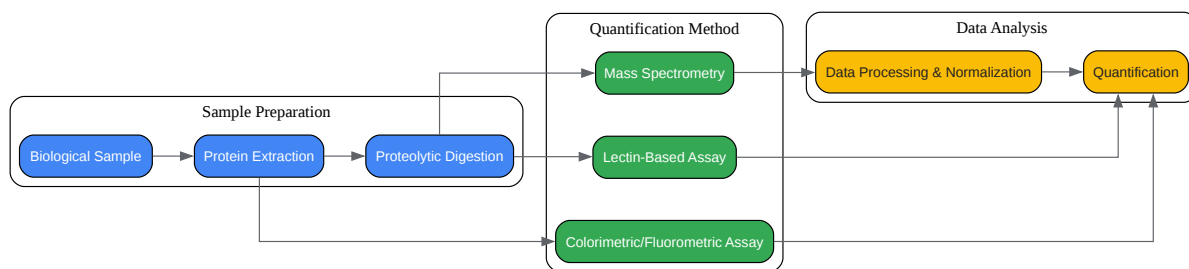 Sample Preparation
Biological Sample
Protein Extraction
Proteolytic Digestion
Quantification Method
Mass Spectrometry
Lectin-Based Assay
Colorimetric/Fluorometric Assay
Data Analysis
Data Processing & Normalization
Quantification